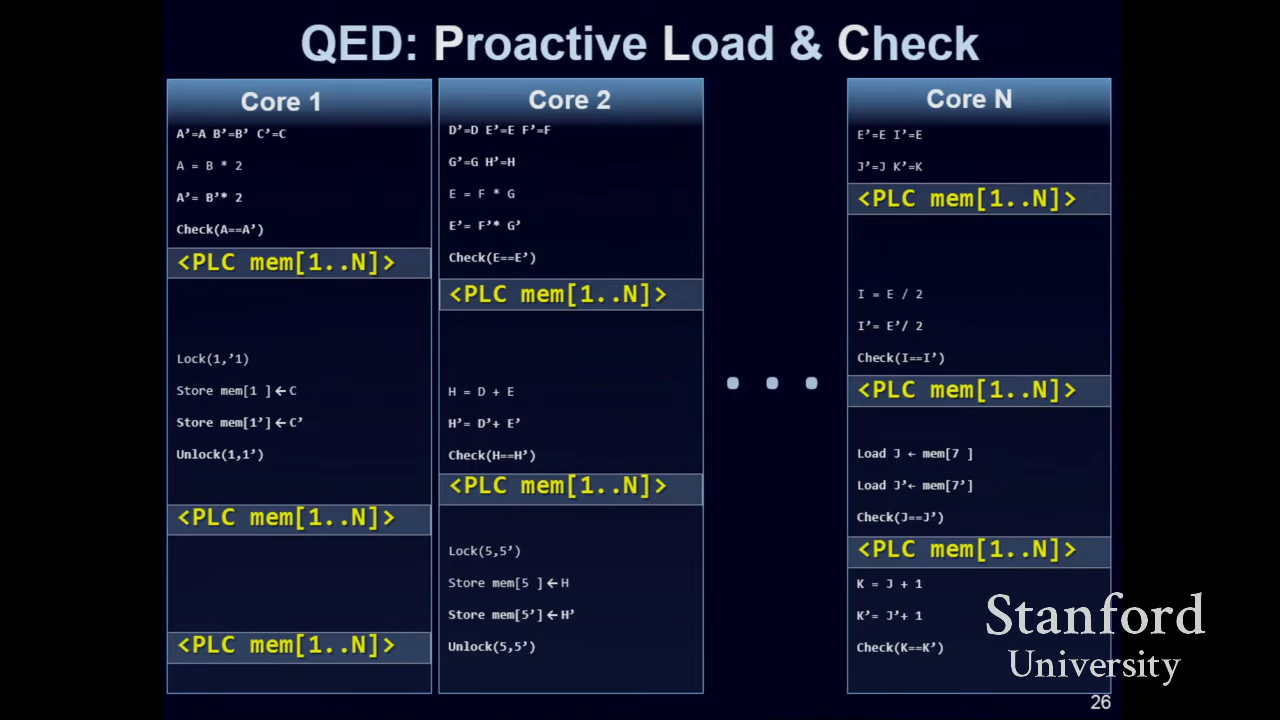 QED: Proactive Load & Check
Core 1
A’=A B’=B’ C’=C
A = B * 2
A’= B’* 2
Check(A==A’)
<PLC mem[1..N]>
Lock(1,’1)
Store mem[1 ]←C
Store mem[1’]←C’
Unlock(1,1’)
<PLC mem[1..N]>
<PLC mem[1..N]>
Core 2
D’=D E’=E F’=F
G’=G H’=H
E = F * G
E’= F’* G’
Check(E==E’)
<PLC mem[1..N]>
H = D + E
H’= D’+ E’
Check(H==H’)
<PLC mem[1..N]>
Lock(5,5’)
Store mem[5 ]←H
Store mem[5’]←H’
Unlock(5,5’)
Core N
E’=E I’=E
J’=J K’=K
<PLC mem[1..N]>
I = E / 2
I’= E’/ 2
Check(I==I’)
<PLC mem[1..N]>
Load J ← mem[7 ]
Load J’← mem[7’]
Check(J==J’)
<PLC mem[1..N]>
K = J + 1
K’= J’+ 1
Check(K==K’)
Stanford
University
26